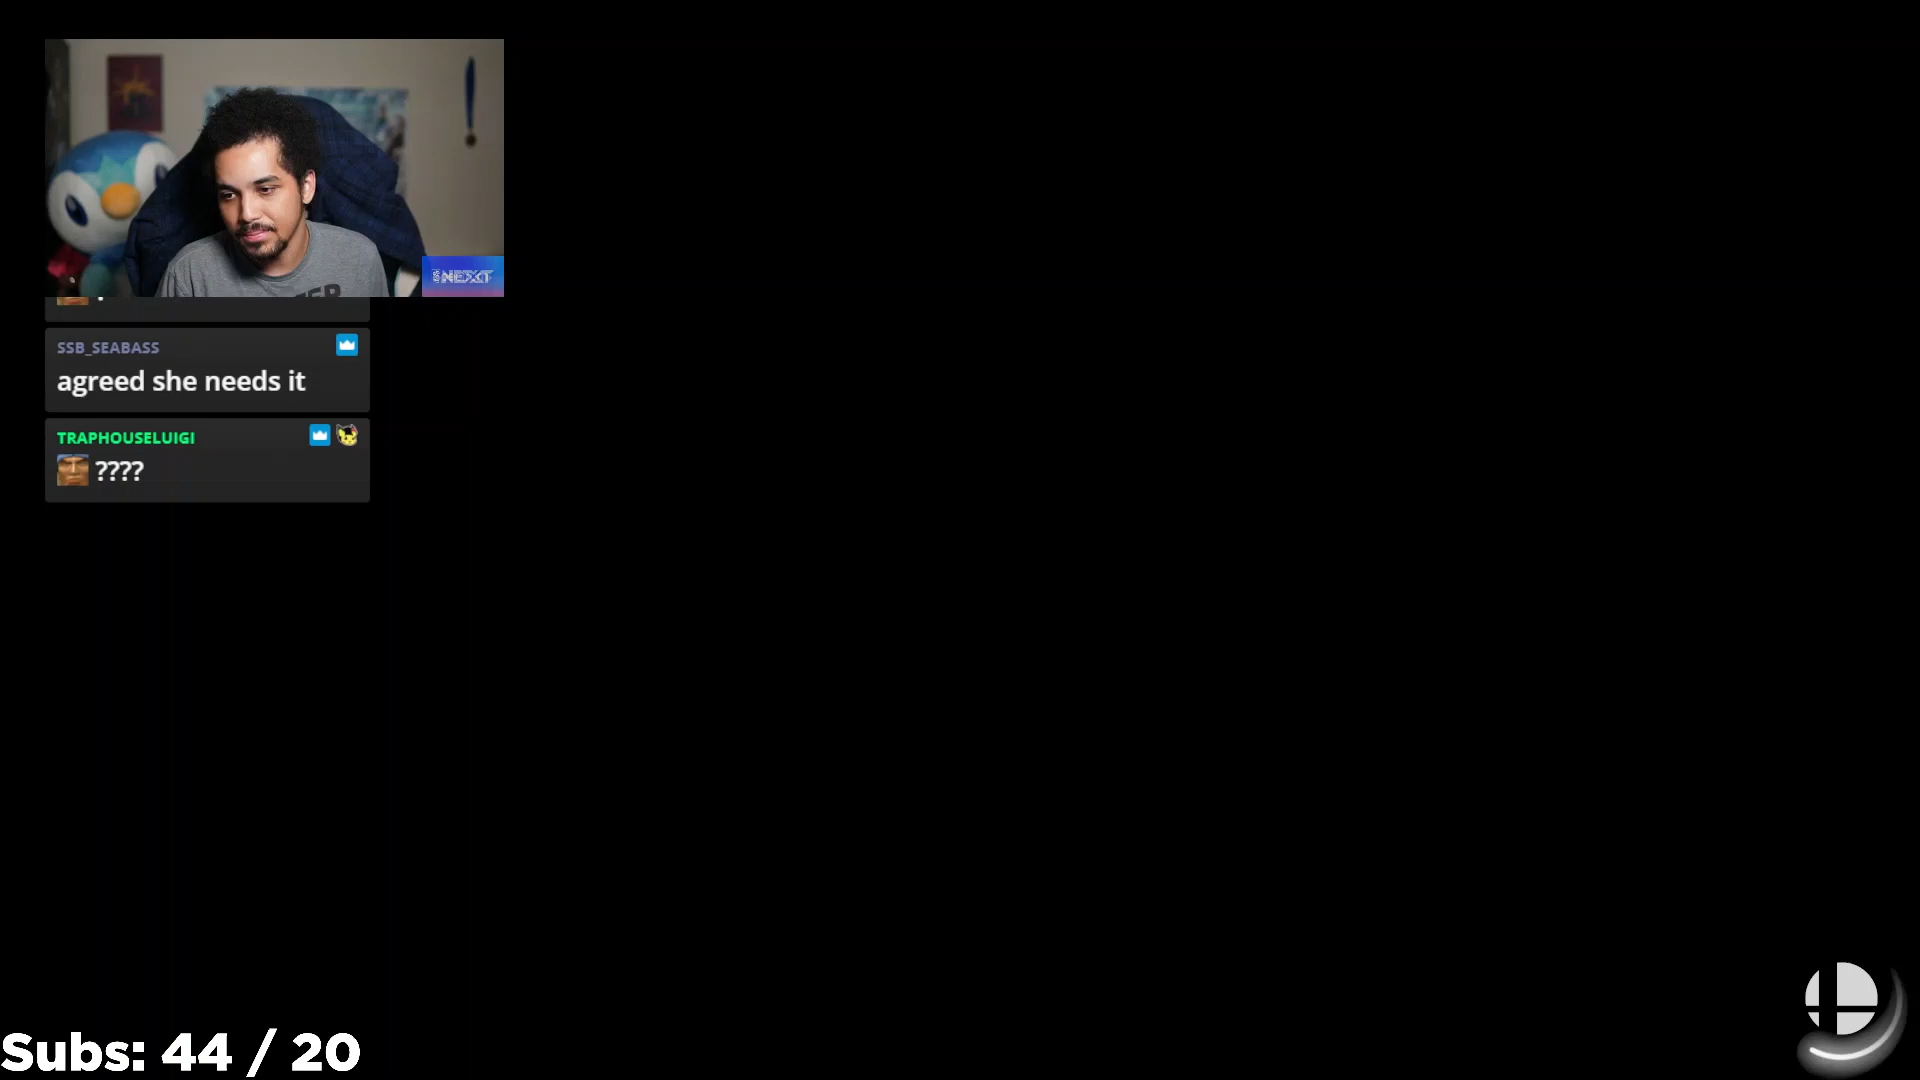 NEXT
SSB_SEABASS
agreed she needs it
TRAPHOUSELUIGI
????
Subs: 44 / 20